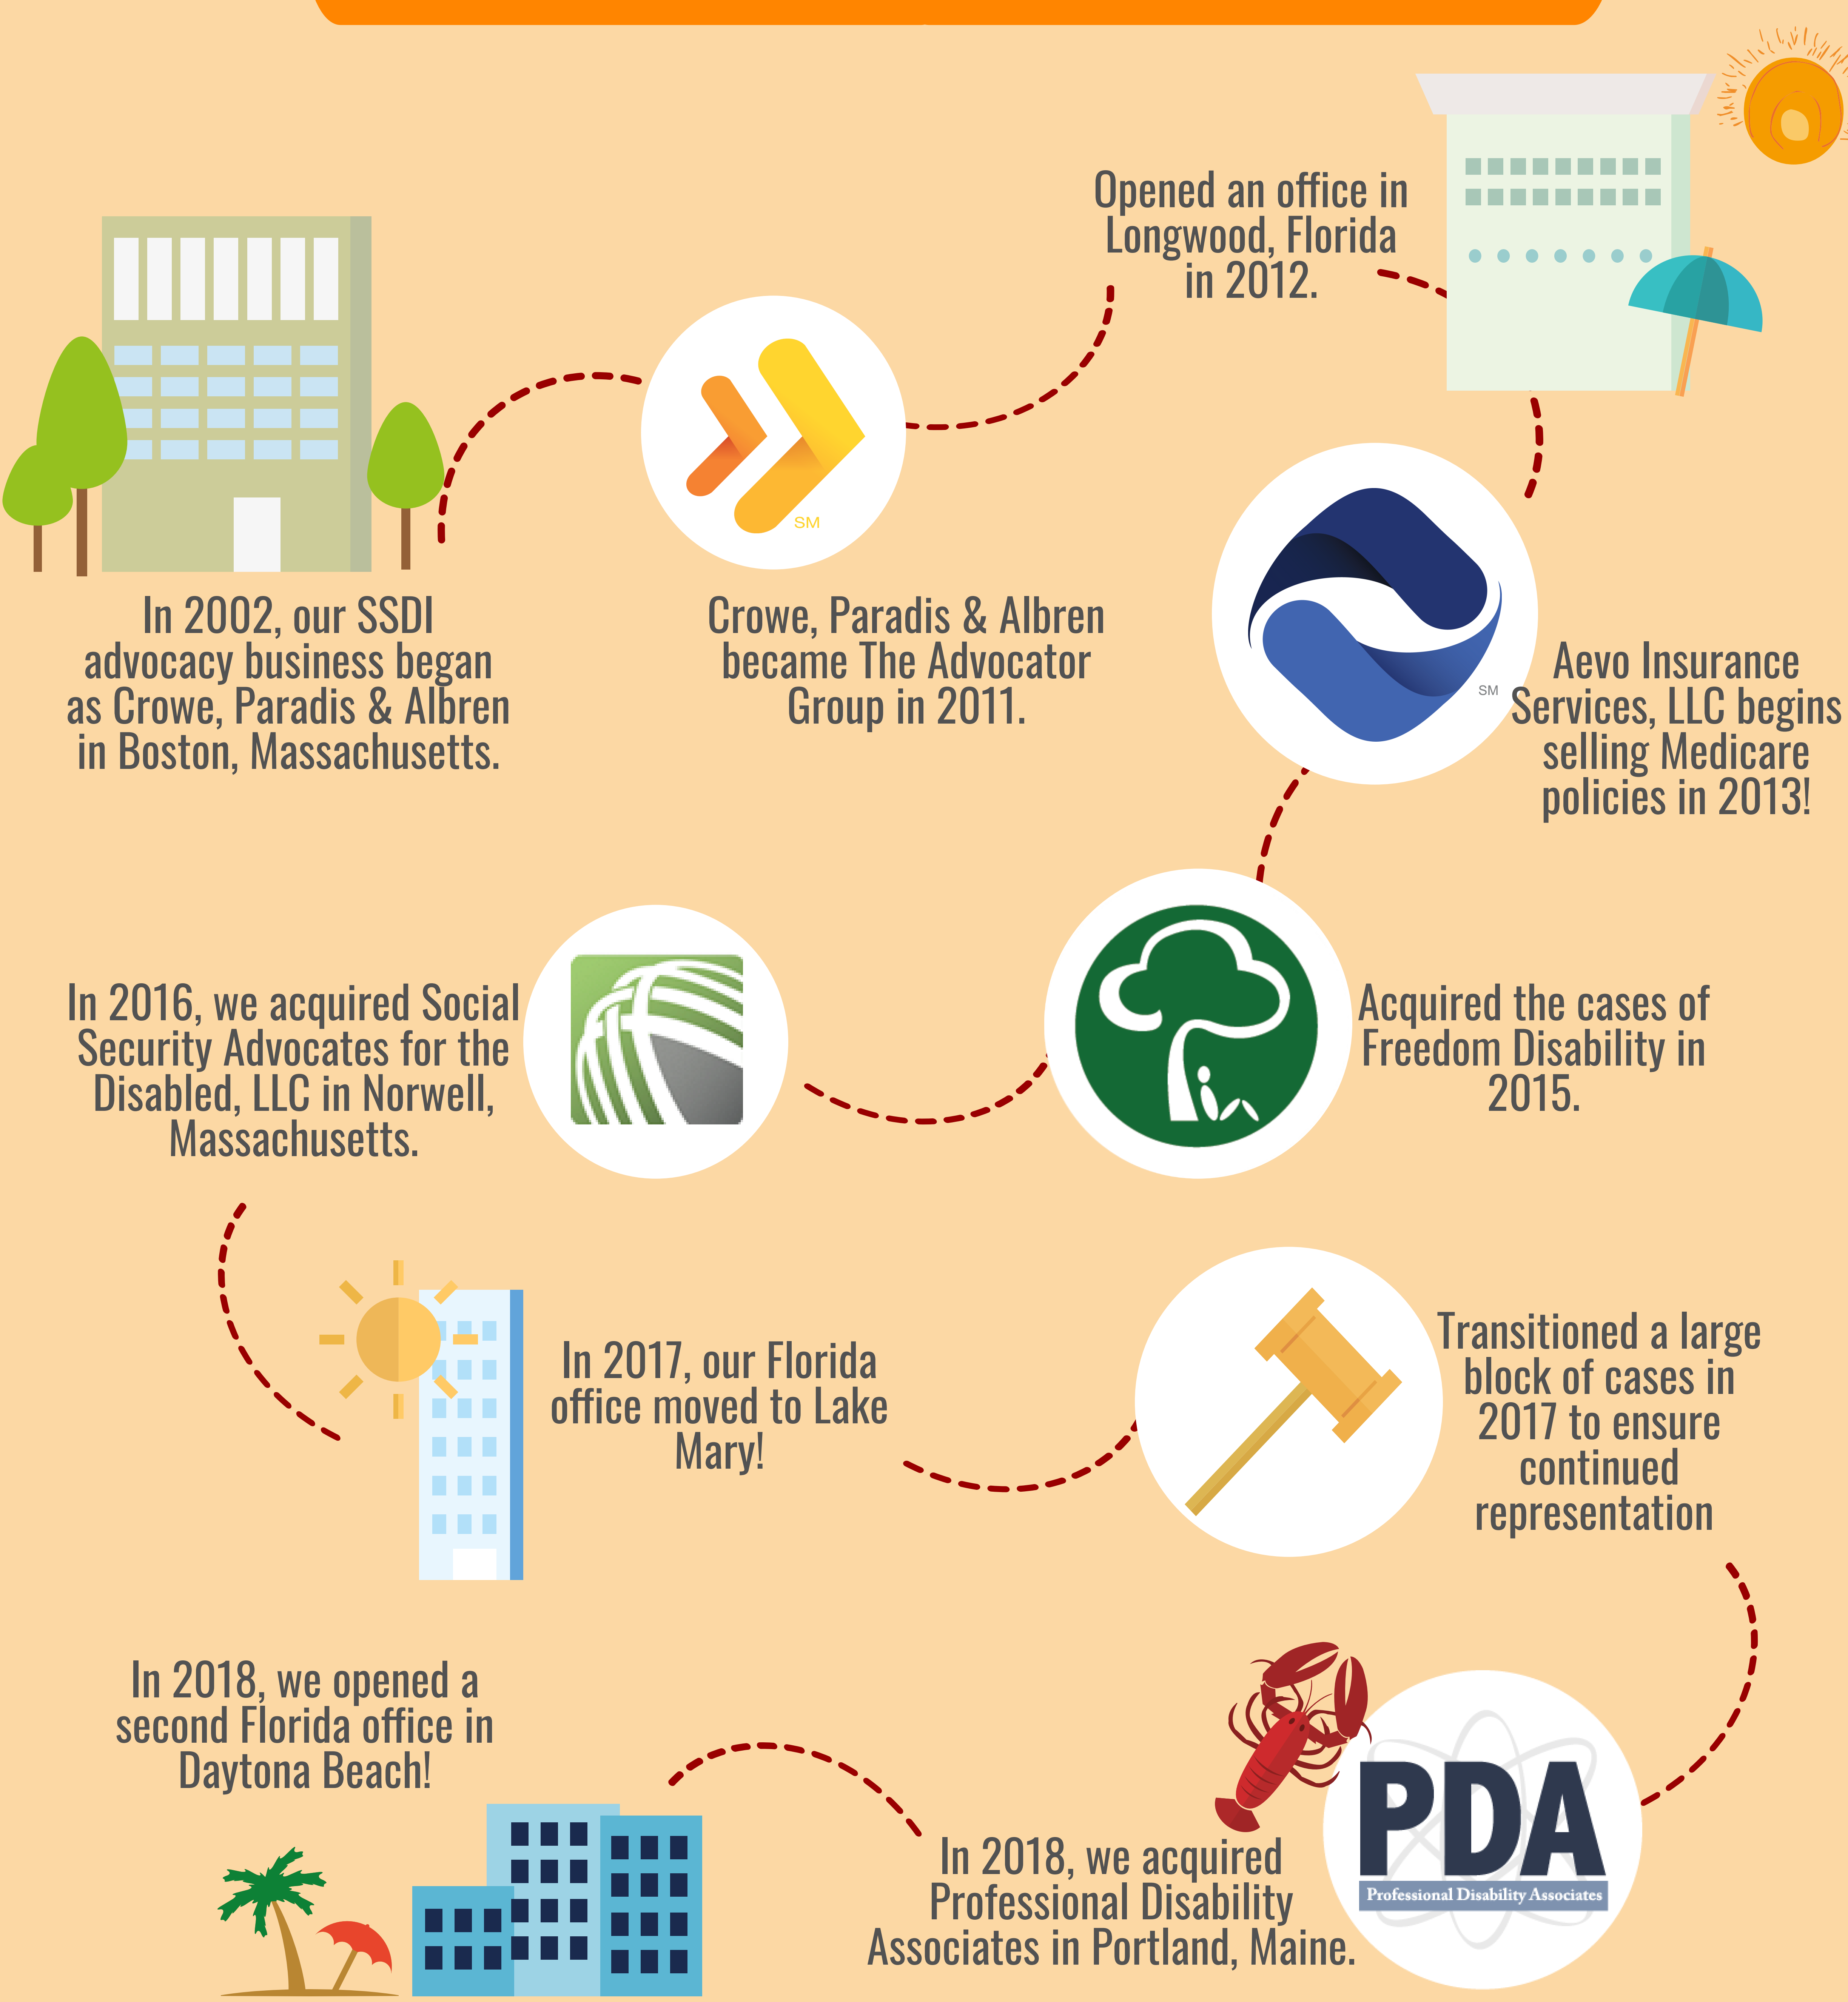 In 2002, our SSDI
advocacy business began
as Crowe, Paradis & Albren
in Boston, Massachusetts.
SM
Crowe, Paradis & Albren
became The Advocator
Group in 2011.
Opened an office in
Longwood, Florida
in 2012.
SM
Aevo Insurance
Services, LLC begins
selling Medicare
policies in 2013!
Acquired the cases of
Freedom Disability in
2015.
In 2016, we acquired Social
Security Advocates for the
Disabled, LLC in Norwell,
Massachusetts.
In 2017, our Florida
office moved to Lake
Mary!
Transitioned a large
block of cases in
2017 to ensure
continued
representation
PDA
Professional Disability Associates
In 2018, we acquired
Professional Disability
Associates in Portland, Maine.
In 2018, we opened a
second Florida office in
Daytona Beach!